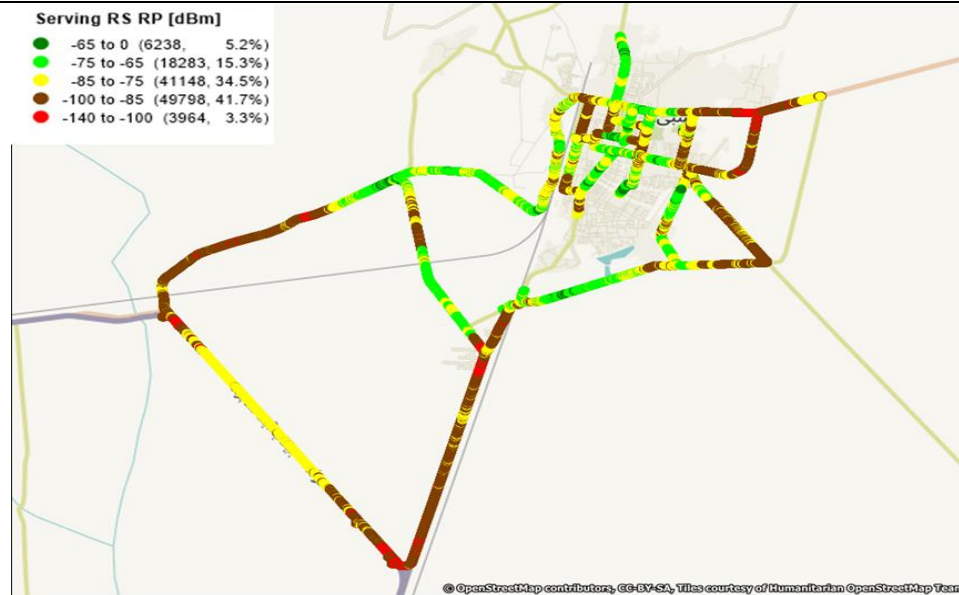 Serving RS RP [dBm]
-65 to 0 (6238, 5.2%)
-75 to -65 (18283, 15.3%)
-85 to -75 (41148, 34.5%)
-100 to -85 (49798, 41.7%)
-140 to -100 (3964, 3.3%)
© OpenStreetMap contributors, CC-BY-SA, Tiles courtesy of Humanitarian OpenStreetMap Team